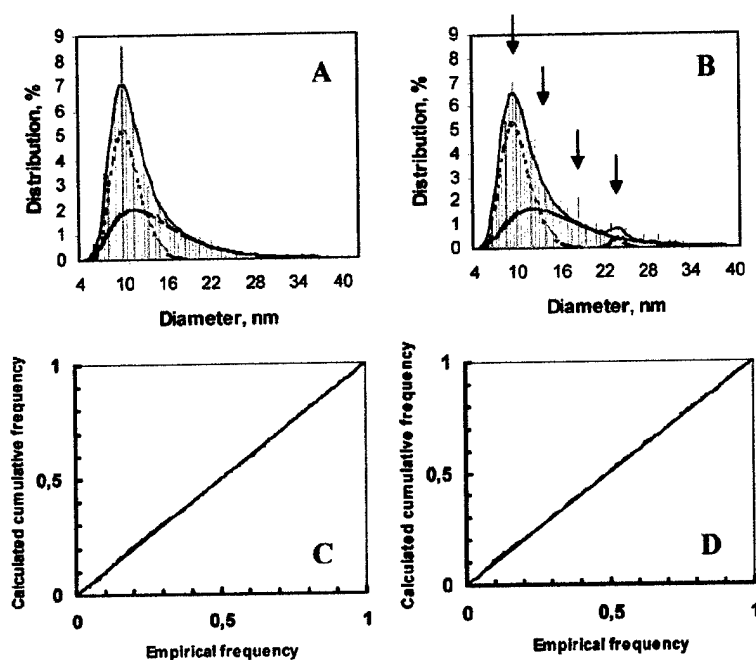 9
8
7
6
5
4
3
2
1
0
Distribution, %
A
4 10 16 22 28 34 40
Diameter, nm
9
8
7
6
5
4
3
2
1
0
Distribution, %
B
4 10 16 22 28 34 40
Diameter, nm
1
0,5
0
Calculated cumulative frequency
C
0 0,5 1
Empirical frequency
1
0,5
0
Calculated cumulative frequency
D
0 0,5 1
Empirical frequency